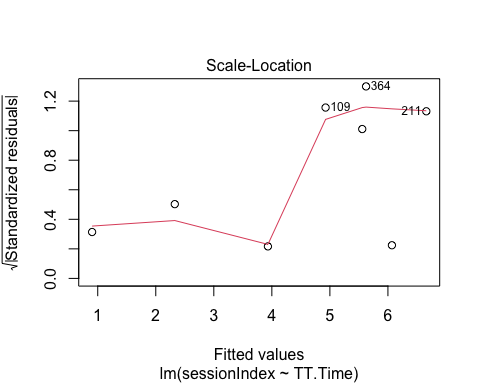 Scale-Location
√|Standardized residuals|
1.2
0.8
0.4
0.0
364
109
211
1 2 3 4 5 6
Fitted values
lm(sessionIndex ~ TT.Time)